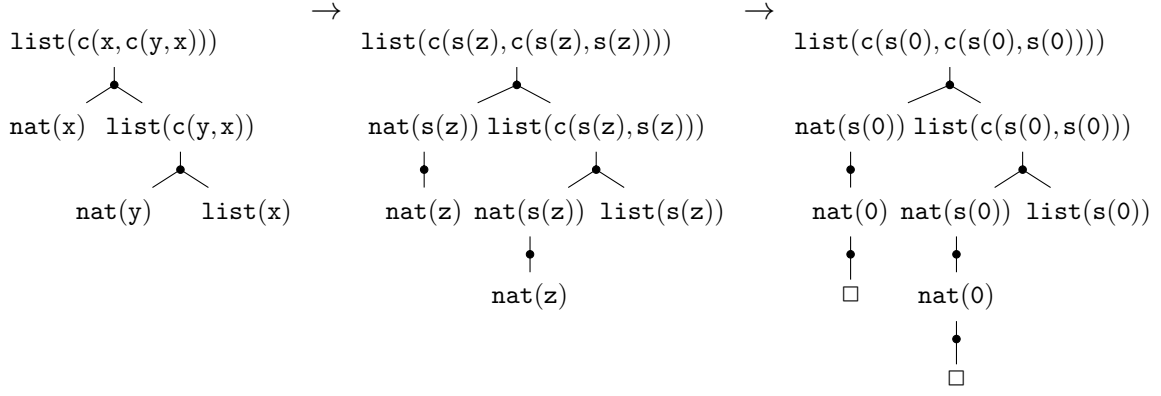 → →
list(c(x,c(y,x))) list(c(s(z),c(s(z),s(z)))) list(c(s(0),c(s(0),s(0))))
nat(x) list(c(y,x)) nat(s(z)) list(c(s(z),s(z))) nat(s(0)) list(c(s(0),s(0)))
nat(y) list(x) nat(z) nat(s(z)) list(s(z)) nat(0) nat(s(0)) list(s(0))
nat(z) □ nat(0)
□